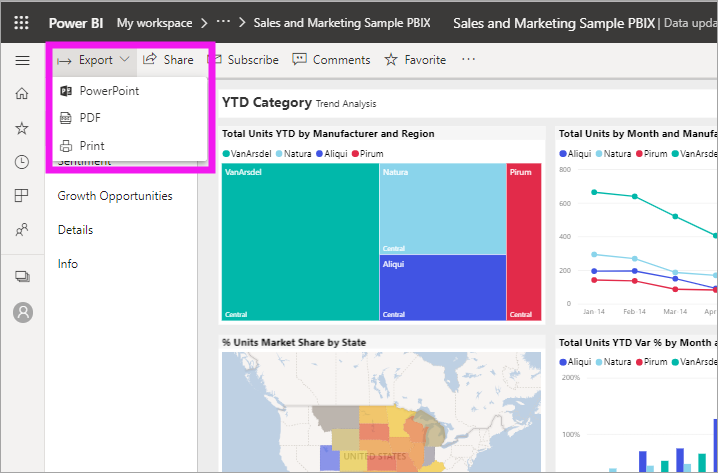 Power BI My workspace Sales and Marketing Sample PBIX Sales and Marketing Sample PBIX | Data upda
Export Share Subscribe Comments Favorite
PowerPoint
PDF
Print
Sentiment
Growth Opportunities
Details
Info
YTD Category Trend Analysis
Total Units YTD by Manufacturer and Region
VanArsdel Natura Aliqui Pirum
VanArsdel
Central
Natura
Central
Aliqui
Central
Pirum
Central
Total Units by Month and Manufa
Aliqui Natura Pirum VanArsde
800
600
400
200
0
Jan-14 Feb-14 Mar-14 Apr-
% Units Market Share by State
UNITED STATES
Total Units YTD Var % by Month a
Aliqui Natura Pirum VanArsde
200%
100%